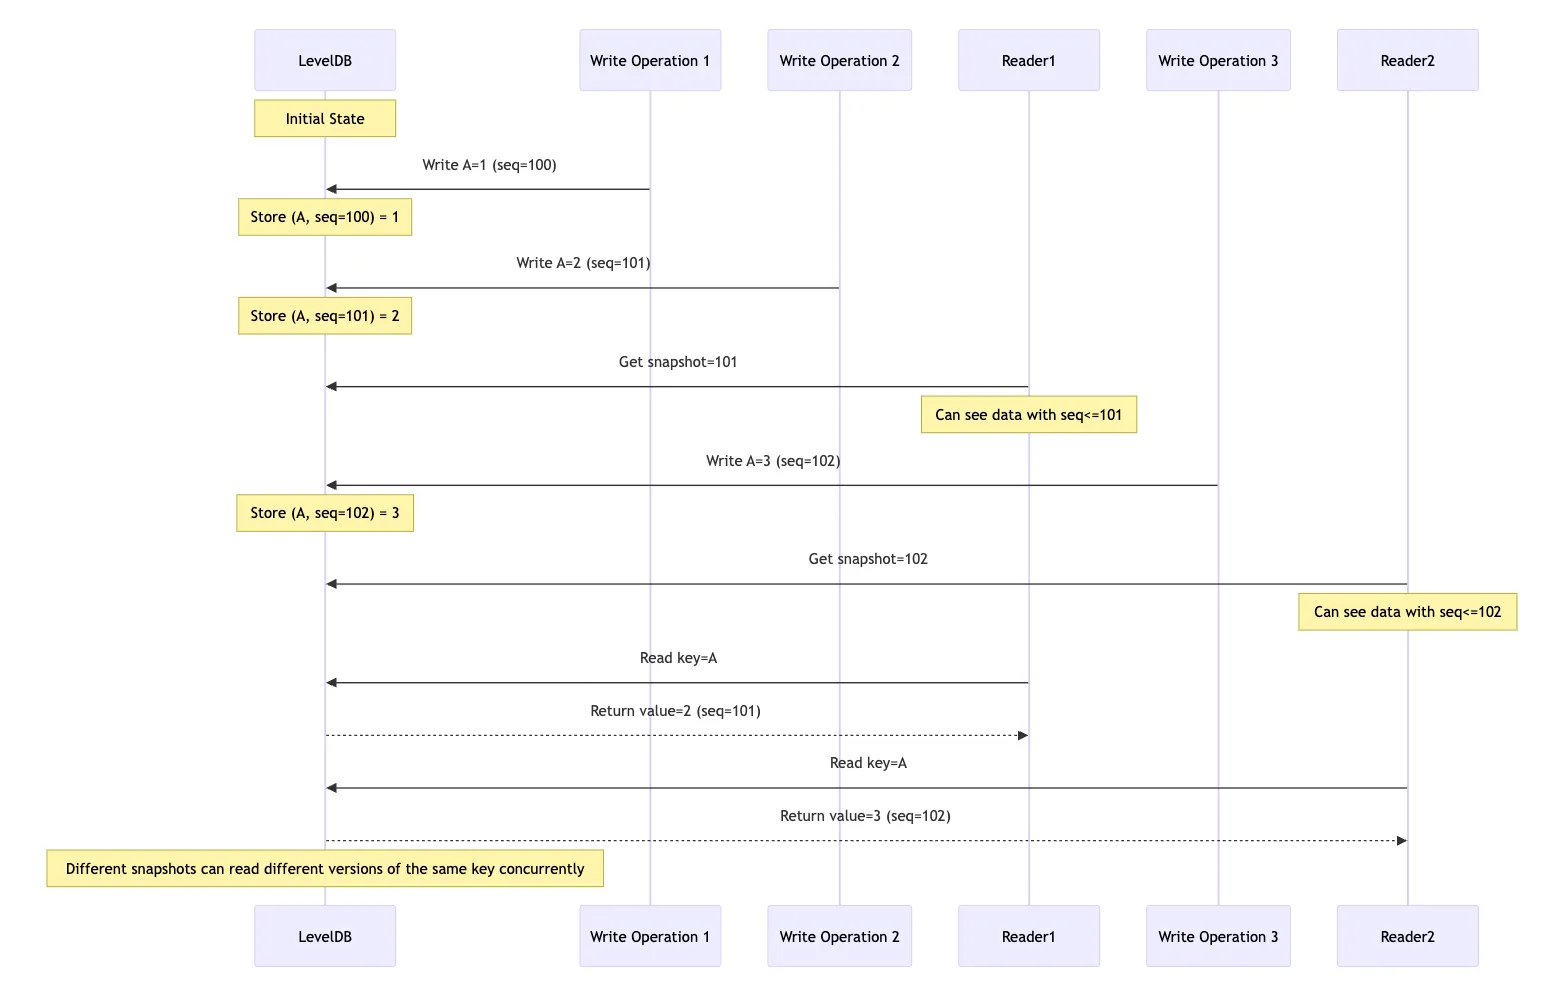 LevelDB
Write Operation 1
Write Operation 2
Reader1
Write Operation 3
Reader2
Initial State
Write A=1 (seq=100)
Store (A, seq=100) = 1
Write A=2 (seq=101)
Store (A, seq=101) = 2
Get snapshot=101
Can see data with seq<=101
Write A=3 (seq=102)
Store (A, seq=102) = 3
Get snapshot=102
Can see data with seq<=102
Read key=A
Return value=2 (seq=101)
Read key=A
Return value=3 (seq=102)
Different snapshots can read different versions of the same key concurrently
LevelDB
Write Operation 1
Write Operation 2
Reader1
Write Operation 3
Reader2